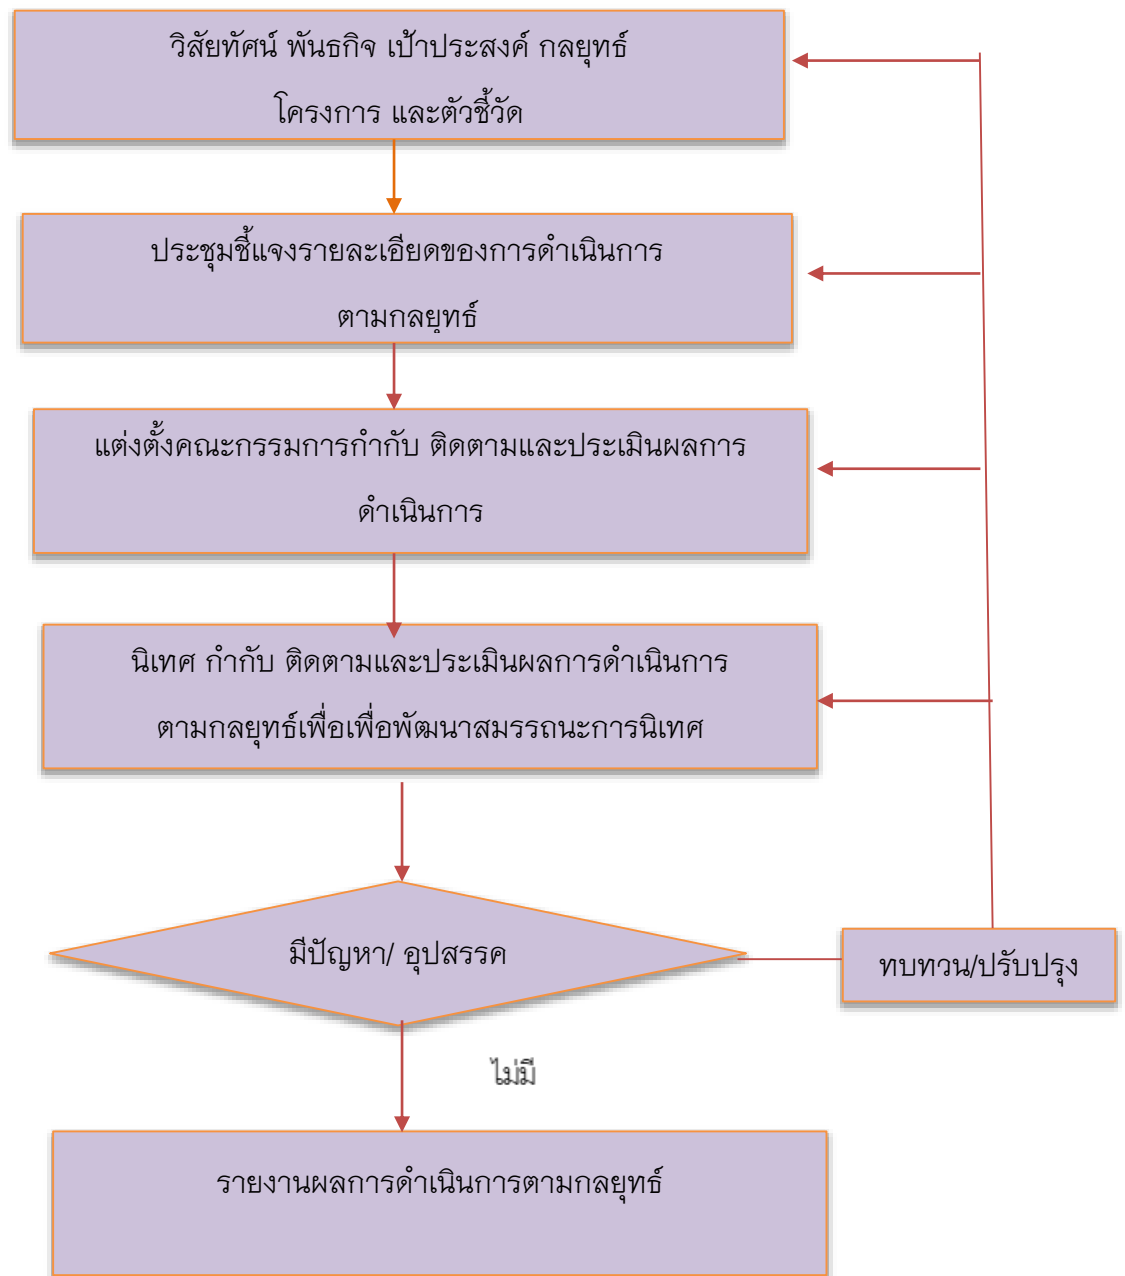 วิสัยทัศน์ พันธกิจ เป้าประสงค์ กลยุทธ์
โครงการ และตัวชี้วัด
ประชุมชี้แจงรายละเอียดของการดำเนินการ
ตามกลยุทธ์
แต่งตั้งคณะกรรมการกำกับ ติดตามและประเมินผลการ
ดำเนินการ
นิเทศ กำกับ ติดตามและประเมินผลการดำเนินการ
ตามกลยุทธ์เพื่อเพื่อพัฒนาสมรรถนะการนิเทศ
มีปัญหา/ อุปสรรค
ทบทวน/ปรับปรุง
ไม่มี
รายงานผลการดำเนินการตามกลยุทธ์